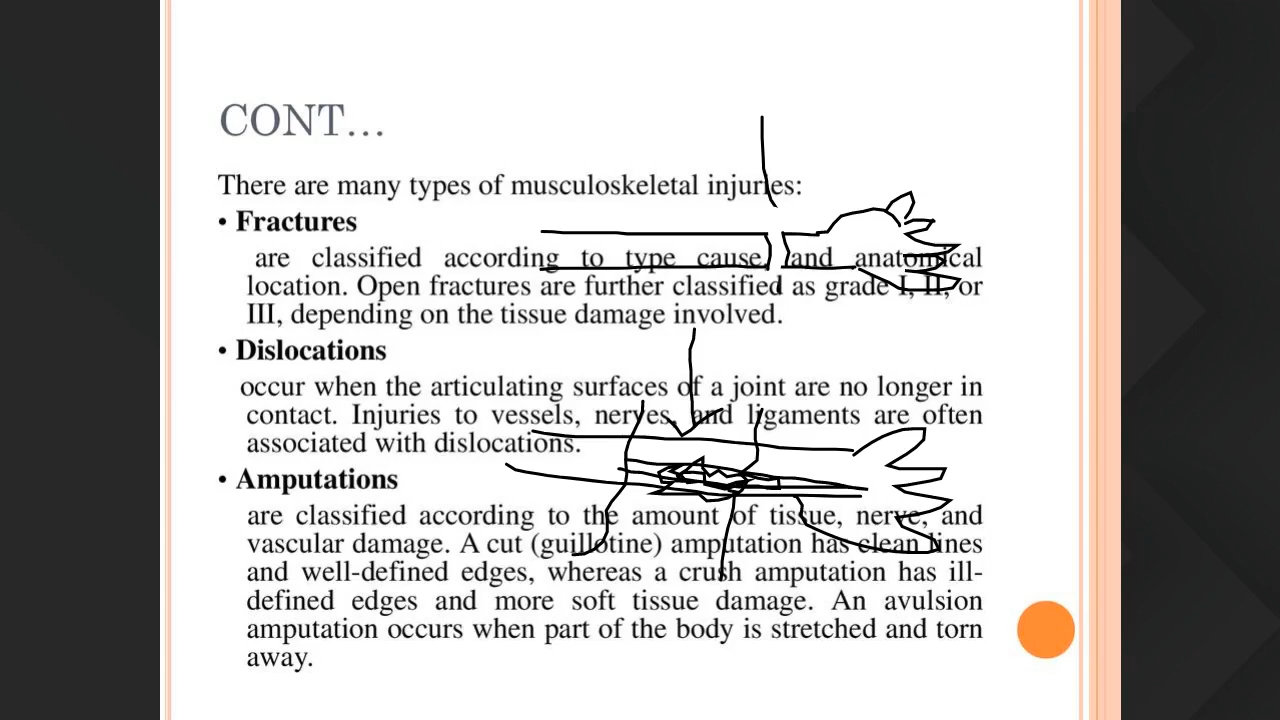 CONT...
There are many types of musculoskeletal injuries:
• Fractures
are classified according to type cause, and anatomical
location. Open fractures are further classified as grade I, II, or
III, depending on the tissue damage involved.
• Dislocations
occur when the articulating surfaces of a joint are no longer in
contact. Injuries to vessels, nerves, and ligaments are often
associated with dislocations.
• Amputations
are classified according to the amount of tissue, nerve, and
vascular damage. A cut (guillotine) amputation has clean lines
and well-defined edges, whereas a crush amputation has ill-
defined edges and more soft tissue damage. An avulsion
amputation occurs when part of the body is stretched and torn
away.